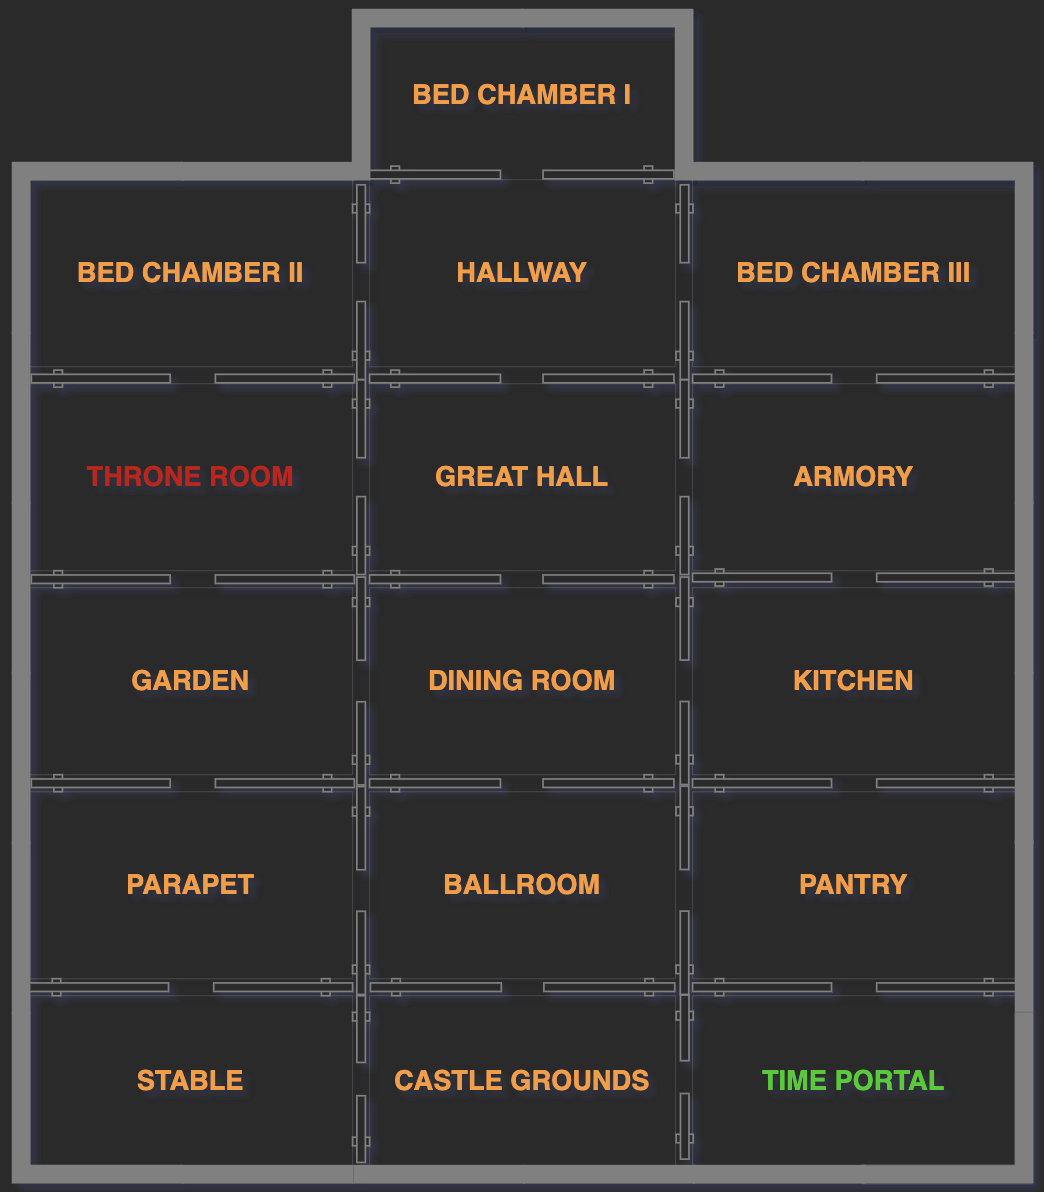 BED CHAMBER I
BED CHAMBER II
HALLWAY
BED CHAMBER III
THRONE ROOM
GREAT HALL
ARMORY
GARDEN
DINING ROOM
KITCHEN
PARAPET
BALLROOM
PANTRY
STABLE
CASTLE GROUNDS
TIME PORTAL